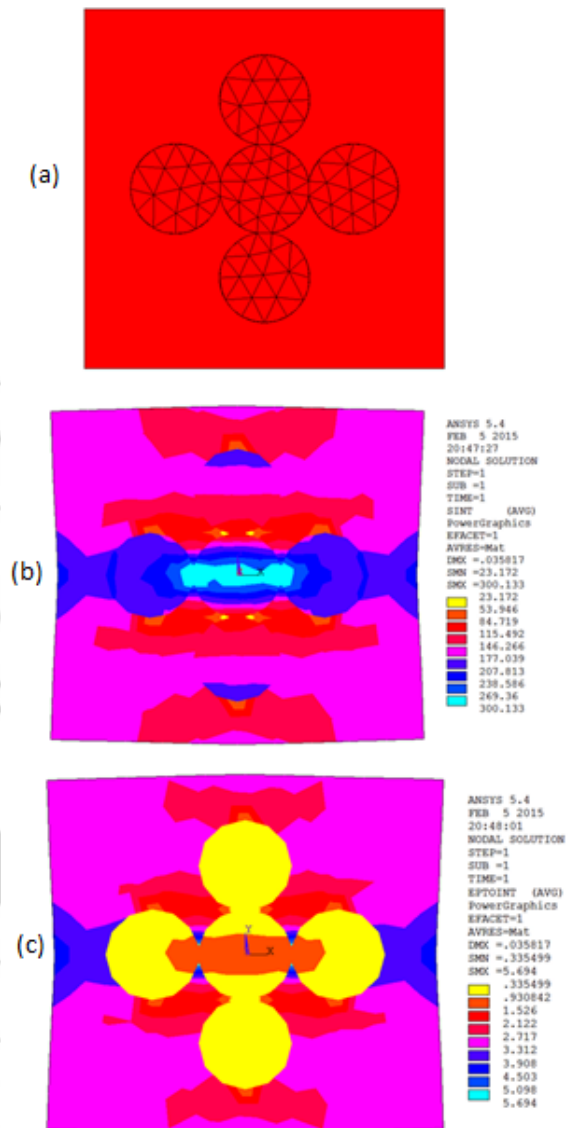 (a)
(b)
ANSYS 5.4
FEB 5 2015
20:47:27
NODAL SOLUTION
STEP=1
SUB =1
TIME=1
SINT (AVG)
PowerGraphics
EFACET=1
AVRES=Mat
DMX =.035817
SMN =23.172
SMX =300.133
23.172
53.946
84.719
115.492
146.266
177.039
207.813
238.586
269.36
300.133
(c)
Y
X
ANSYS 5.4
FEB 5 2015
20:48:01
NODAL SOLUTION
STEP=1
SUB =1
TIME=1
EPTOINT (AVG)
PowerGraphics
EFACET=1
AVRES=Mat
DMX =.035817
SMN =.335499
SMX =5.694
.335499
.930842
1.526
2.122
2.717
3.312
3.908
4.503
5.098
5.694